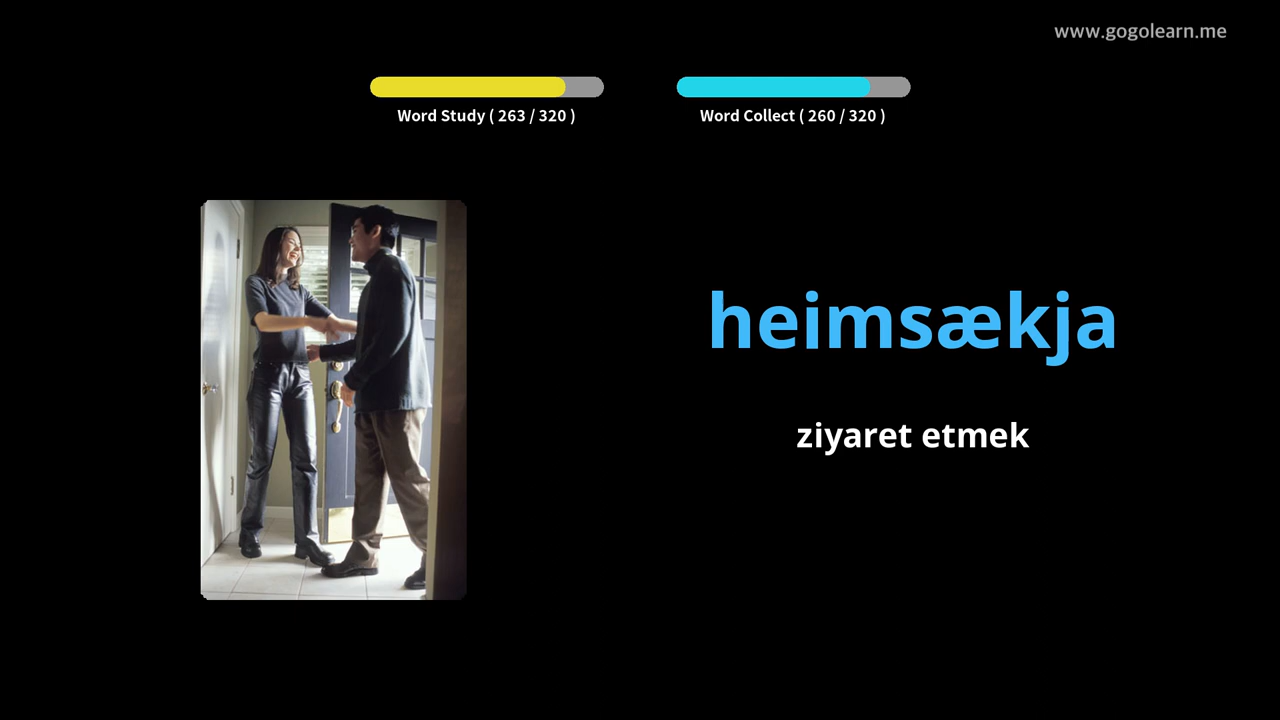 www.gogolearn.me
Word Study ( 263 / 320 )
Word Collect ( 260 / 320 )
heimsækja
ziyaret etmek